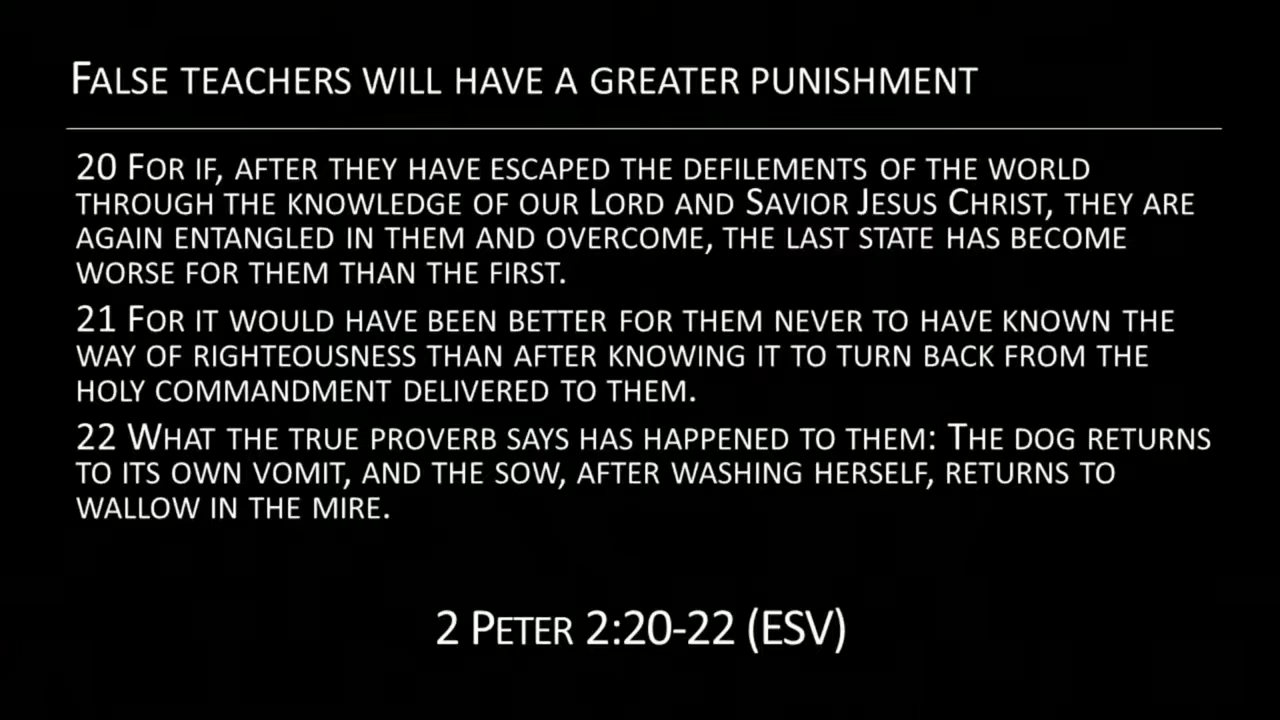 False teachers will have a greater punishment
20 For if, after they have escaped the defilements of the world
through the knowledge of our Lord and Savior Jesus Christ, they are
again entangled in them and overcome, the last state has become
worse for them than the first.
21 For it would have been better for them never to have known the
way of righteousness than after knowing it to turn back from the
holy commandment delivered to them.
22 What the true proverb says has happened to them: The dog returns
to its own vomit, and the sow, after washing herself, returns to
wallow in the mire.
2 Peter 2:20-22 (ESV)